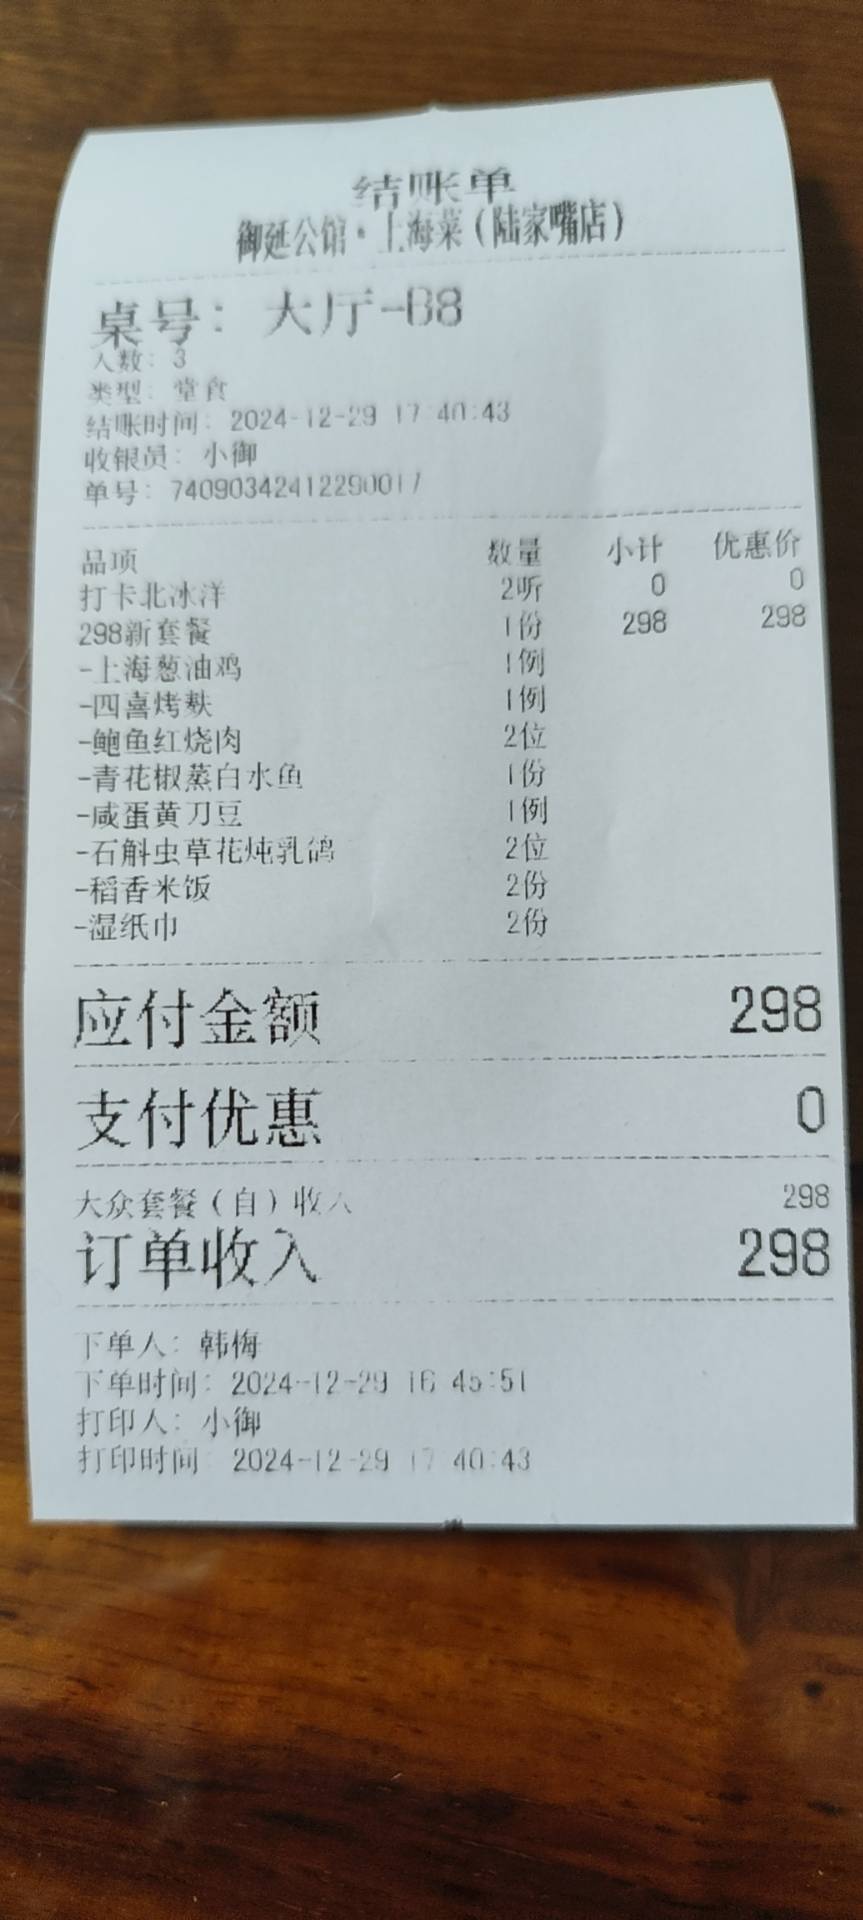 结账单
御延公馆·上海菜(陆家嘴店)
桌号: 大厅-B8
人数: 3
类型: 堂食
结账时间: 2024-12-29 17:40:43
收银员: 小御
单号: 740903424122900017
品项 数量 小计 优惠价
打卡北冰洋 2听 0 0
298新套餐 1份 298 298
-上海葱油鸡 1例
-四喜烤麸 1例
-鲍鱼红烧肉 2位
-青花椒蒸白水鱼 1份
-咸蛋黄刀豆 1例
-石斛虫草花炖乳鸽 2位
-稻香米饭 2份
-湿纸巾 2份
应付金额 298
支付优惠 0
大众套餐(自)收入 298
订单收入 298
下单人: 韩梅
下单时间: 2024-12-29 16:45:51
打印人: 小御
打印时间: 2024-12-29 17:40:43